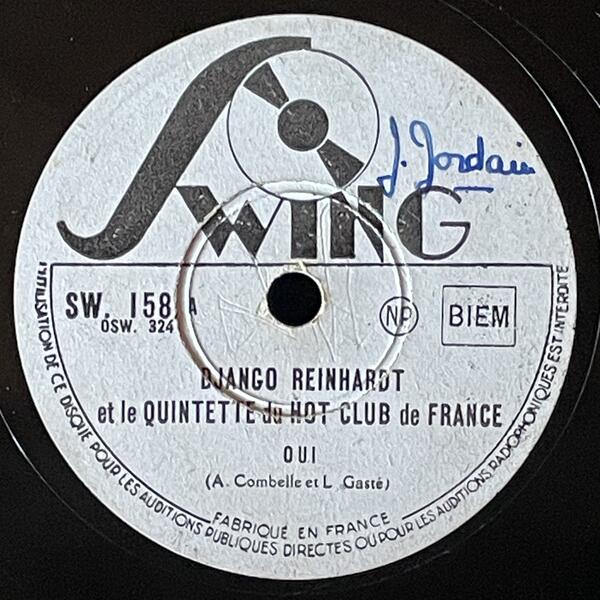 SWING
J. Jordain
SW. 158 A
OSW. 324
NP
BIEM
DJANGO REINHARDT
et le QUINTETTE du HOT CLUB de FRANCE
OUI
(A. Combelle et L. Gasté)
FABRIQUÉ EN FRANCE
L'UTILISATION DE CE DISQUE POUR LES AUDITIONS PUBLIQUES DIRECTES OU POUR LES AUDITIONS RADIOPHONIQUES EST INTERDITE